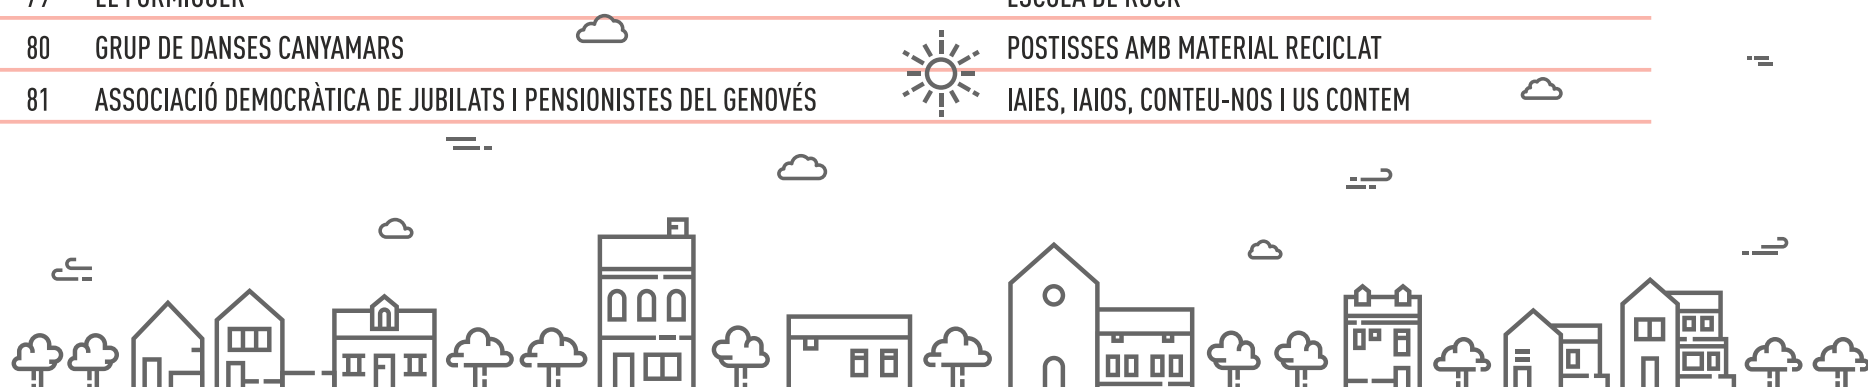 80 GRUP DE DANSES CANYAMARS POSTISSES AMB MATERIAL RECICLAT
81 ASSOCIACIÓ DEMOCRÀTICA DE JUBILATS I PENSIONISTES DEL GENOVÉS IAIES, IAIOS, CONTEU-NOS I US CONTEM